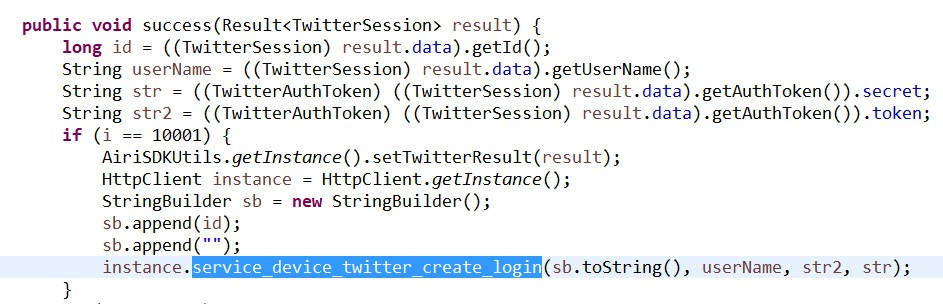 public void success(Result<TwitterSession> result) {
long id = ((TwitterSession) result.data).getId();
String userName = ((TwitterSession) result.data).getUserName();
String str = ((TwitterAuthToken) ((TwitterSession) result.data).getAuthToken()).secret;
String str2 = ((TwitterAuthToken) ((TwitterSession) result.data).getAuthToken()).token;
if (i == 10001) {
AiriSDKUtils.getInstance().setTwitterResult(result);
HttpClient instance = HttpClient.getInstance();
StringBuilder sb = new StringBuilder();
sb.append(id);
sb.append("");
instance.service_device_twitter_create_login(sb.toString(), userName, str2, str);
}